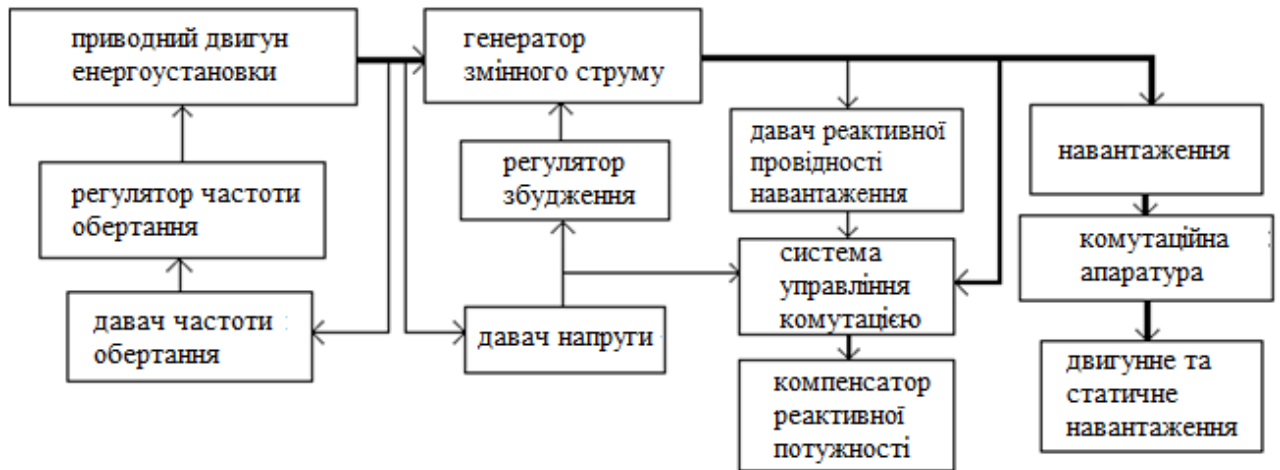 приводний двигун
енергоустановки
генератор
змінного струму
регулятор частоти
обертання
регулятор
збудження
давач реактивної
провідності
навантаження
навантаження
давач частоти
обертання
давач напруги
система
управління
комутацією
комутаційна
апаратура
компенсатор
реактивної
потужності
двигунне та
статичне
навантаження